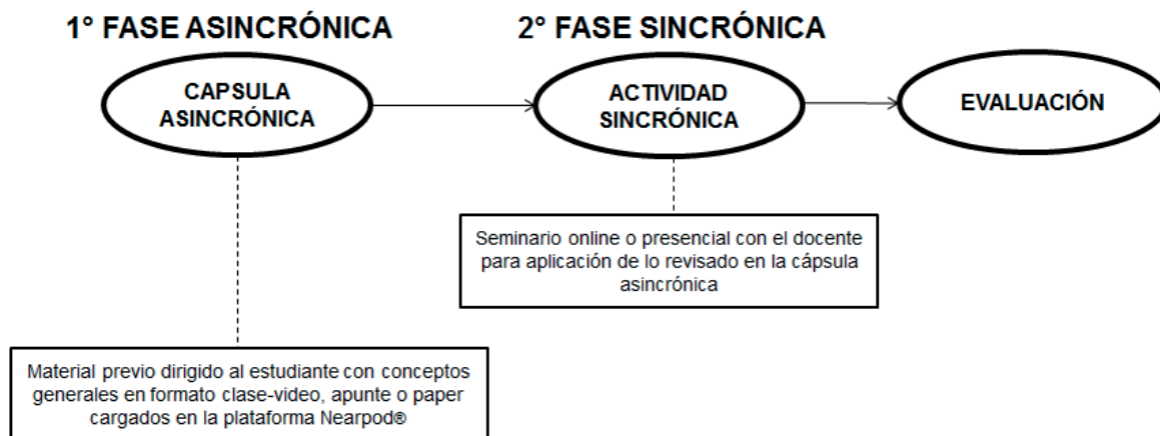 1° FASE ASINCRÓNICA
2° FASE SINCRÓNICA
CAPSULA
ASINCRÓNICA
ACTIVIDAD
SINCRÓNICA
EVALUACIÓN
Seminario online o presencial con el docente
para aplicación de lo revisado en la cápsula
asincrónica
Material previo dirigido al estudiante con conceptos
generales en formato clase-video, apunte o paper
cargados en la plataforma Nearpod®